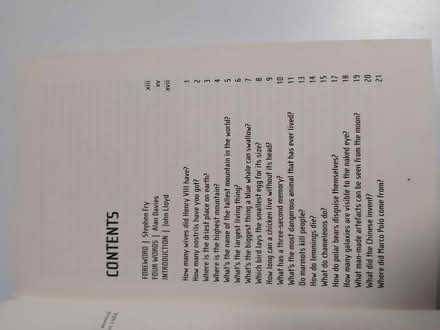 CONTENTS
FOREWORD | Stephen Fry xiii
FOUR WORDS | Alan Davies xv
INTRODUCTION | John Lloyd xvii
How many wives did Henry VIII have? 1
How many nostrils have you got? 2
Where is the driest place on earth? 3
Where is the highest mountain? 4
What's the name of the tallest mountain in the world? 5
What's the largest living thing? 6
What's the biggest thing a blue whale can swallow? 7
Which bird lays the smallest egg for its size? 8
How long can a chicken live without its head? 9
What has a three-second memory? 10
What's the most dangerous animal that has ever lived? 11
Do marmots kill people? 13
How do lemmings die? 14
What do chameleons do? 15
How do polar bears disguise themselves? 17
How many galaxies are visible to the naked eye? 18
What man-made artefacts can be seen from the moon? 19
What did the Chinese invent? 20
Where did Marco Polo come from? 21